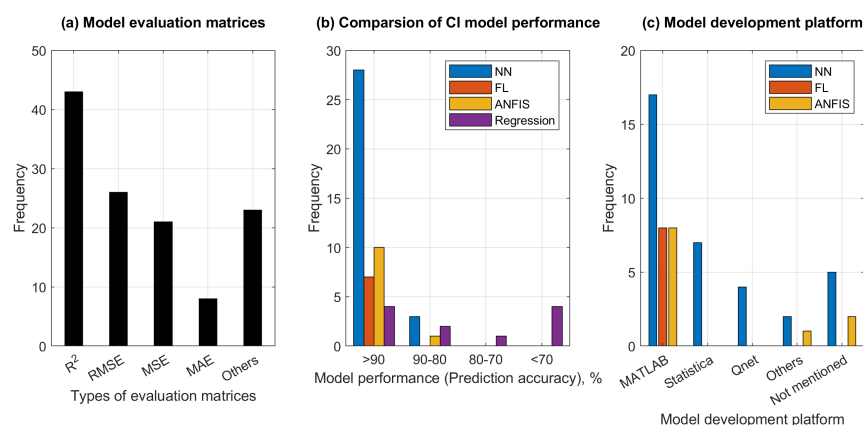 (a) Model evaluation matrices
50
40
30
20
10
0
Frequency
R²
RMSE
MSE
MAE
Others
Types of evaluation matrices
(b) Comparsion of CI model performance
30
25
20
15
10
5
0
Frequency
NN
FL
ANFIS
Regression
>90
90-80
80-70
<70
Model performance (Prediction accuracy), %
(c) Model development platform
20
15
10
5
0
Frequency
NN
FL
ANFIS
MATLAB
Statistica
Qnet
Others
Not mentioned
Model development platform